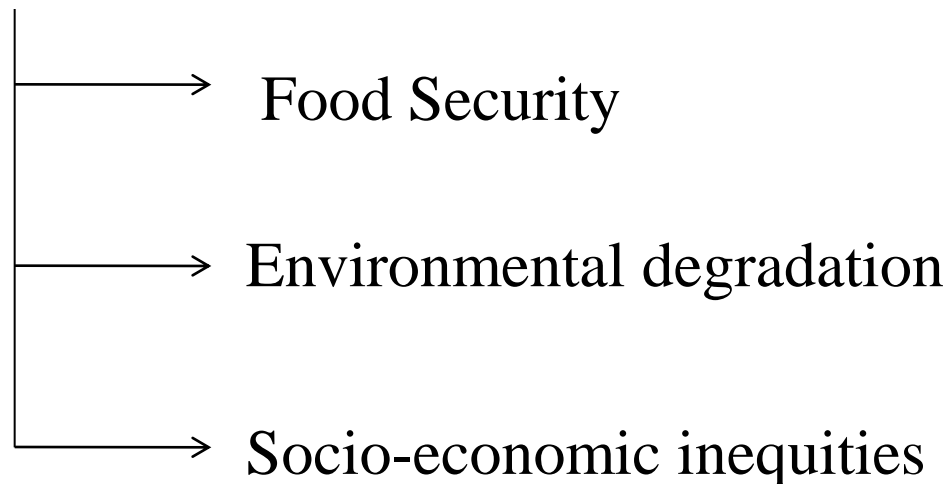 Food Security
Environmental degradation
Socio-economic inequities